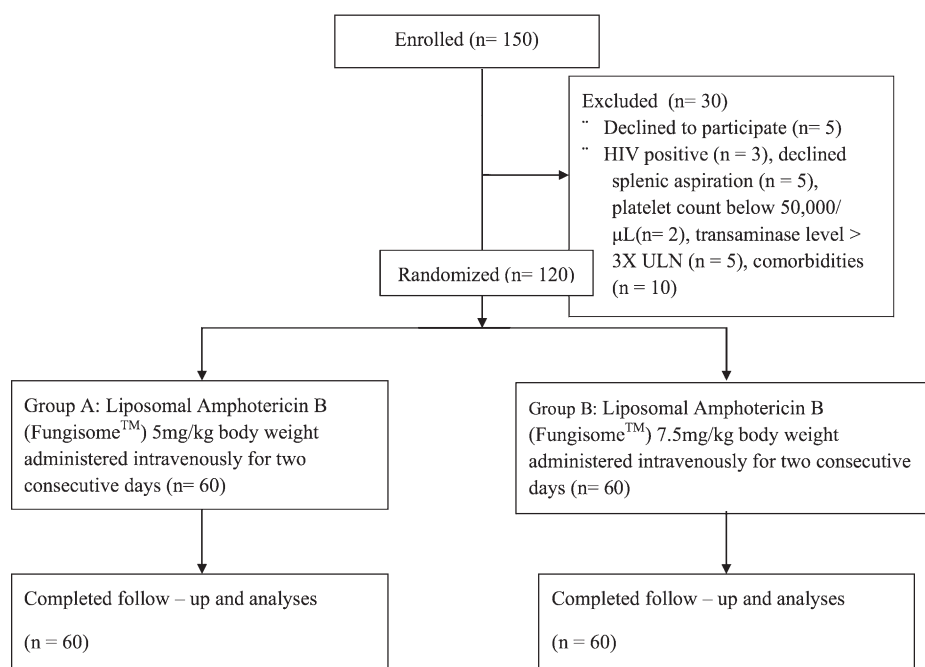 Enrolled (n= 150)
Excluded (n= 30)
¨ Declined to participate (n= 5)
¨ HIV positive (n = 3), declined
splenic aspiration (n = 5),
platelet count below 50,000/
µL(n= 2), transaminase level >
3X ULN (n = 5), comorbidities
(n = 10)
Randomized (n= 120)
Group A: Liposomal Amphotericin B
(Fungisome™) 5mg/kg body weight
administered intravenously for two
consecutive days (n= 60)
Group B: Liposomal Amphotericin B
(Fungisome™) 7.5mg/kg body weight
administered intravenously for two consecutive
days (n= 60)
Completed follow – up and analyses
(n = 60)
Completed follow – up and analyses
(n = 60)